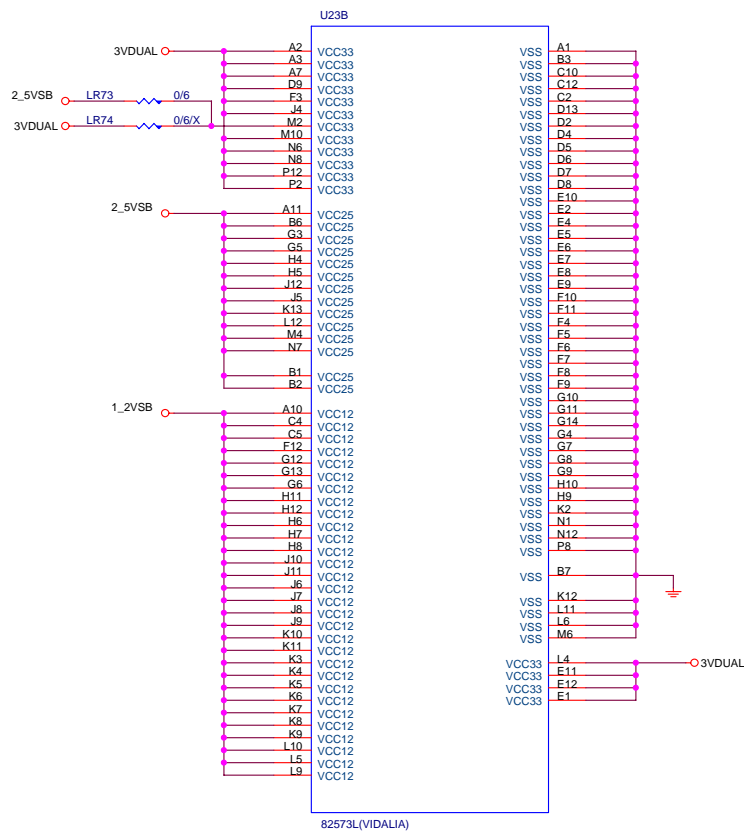 U23B
3VDUAL
A2 VCC33
A3 VCC33
A7 VCC33
D9 VCC33
2_5VSB LR73 0/6
F3 VCC33
J4 VCC33
3VDUAL LR74 0/6/X
M2 VCC33
M10 VCC33
N6 VCC33
N8 VCC33
P12 VCC33
P2 VCC33
2_5VSB
A11 VCC25
B6 VCC25
G3 VCC25
G5 VCC25
H4 VCC25
H5 VCC25
J12 VCC25
J5 VCC25
K13 VCC25
L12 VCC25
M4 VCC25
N7 VCC25
B1 VCC25
B2 VCC25
1_2VSB
A10 VCC12
C4 VCC12
C5 VCC12
F12 VCC12
G12 VCC12
G13 VCC12
G6 VCC12
H11 VCC12
H12 VCC12
H6 VCC12
H7 VCC12
H8 VCC12
J10 VCC12
J11 VCC12
J6 VCC12
J7 VCC12
J8 VCC12
J9 VCC12
K10 VCC12
K11 VCC12
K3 VCC12
K4 VCC12
K5 VCC12
K6 VCC12
K7 VCC12
K8 VCC12
K9 VCC12
L10 VCC12
L5 VCC12
L9 VCC12
VSS A1
VSS B3
VSS C10
VSS C12
VSS C2
VSS D13
VSS D2
VSS D4
VSS D5
VSS D6
VSS D7
VSS D8
VSS E10
VSS E2
VSS E4
VSS E5
VSS E6
VSS E7
VSS E8
VSS E9
VSS F10
VSS F11
VSS F4
VSS F5
VSS F6
VSS F7
VSS F8
VSS F9
VSS G10
VSS G11
VSS G14
VSS G4
VSS G7
VSS G8
VSS G9
VSS H10
VSS H9
VSS K2
VSS N1
VSS N12
VSS P8
VSS B7
VSS K12
VSS L11
VSS L6
VSS M6
VCC33 L4
3VDUAL
VCC33 E11
VCC33 E12
VCC33 E1
82573L(VIDALIA)